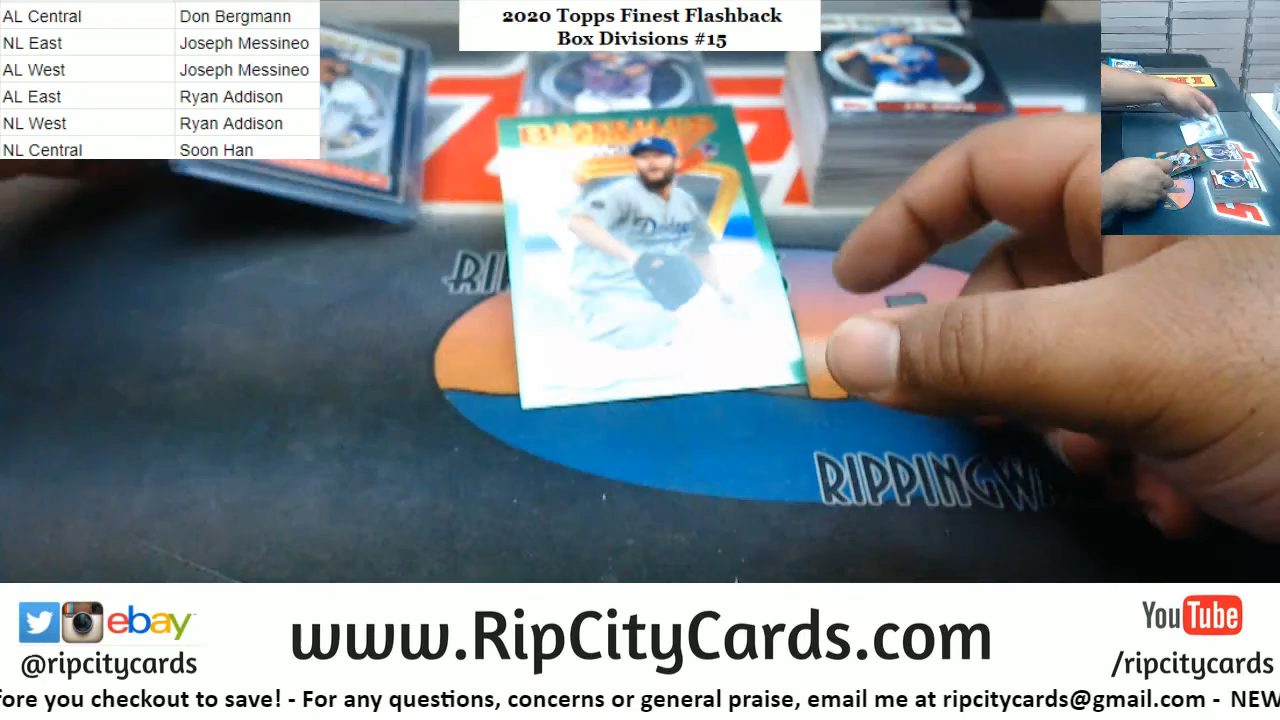 AL Central Don Bergmann
NL East Joseph Messineo
AL West Joseph Messineo
AL East Ryan Addison
NL West Ryan Addison
NL Central Soon Han
2020 Topps Finest Flashback
Box Divisions #15
Dodgers
RIPPINGW
ebay
@ripcitycards
www.RipCityCards.com
YouTube
/ripcitycards
fore you checkout to save! - For any questions, concerns or general praise, email me at ripcitycards@gmail.com - NEW